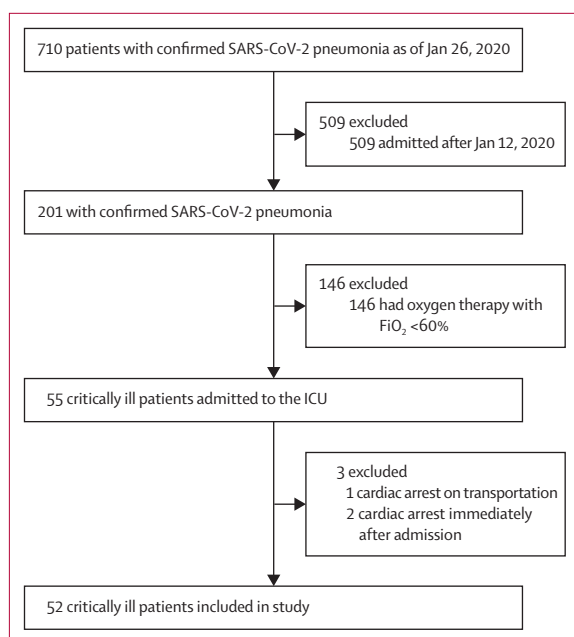 710 patients with confirmed SARS-CoV-2 pneumonia as of Jan 26, 2020
509 excluded
509 admitted after Jan 12, 2020
201 with confirmed SARS-CoV-2 pneumonia
146 excluded
146 had oxygen therapy with
FiO₂ <60%
55 critically ill patients admitted to the ICU
3 excluded
1 cardiac arrest on transportation
2 cardiac arrest immediately
after admission
52 critically ill patients included in study